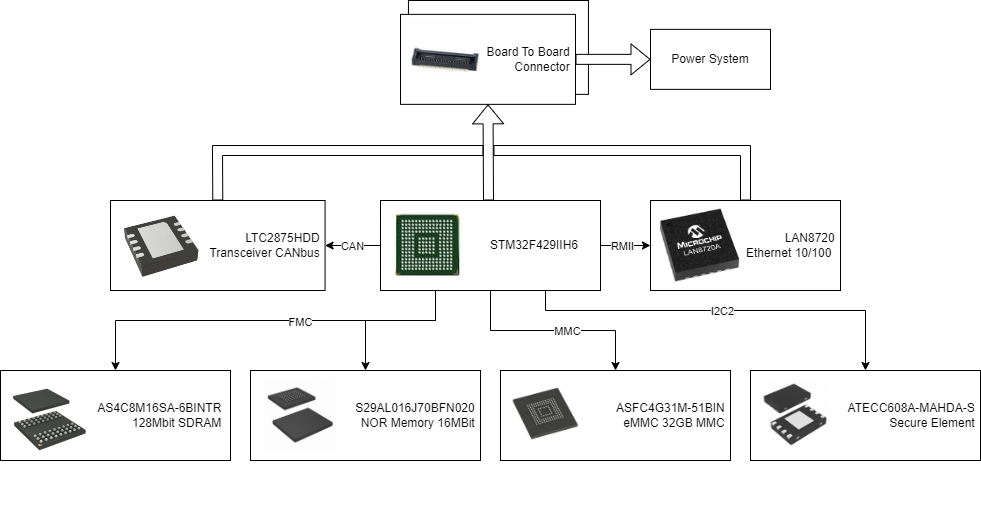 Board To Board
Connector
Power System
LTC2875HDD
Transceiver CANbus
CAN
STM32F429IIH6
RMII
MICROCHIP
LAN8720A
LAN8720
Ethernet 10/100
FMC
MMC
I2C2
AS4C8M16SA-6BINTR
128Mbit SDRAM
S29AL016J70BFN020
NOR Memory 16MBit
ASFC4G31M-51BIN
eMMC 32GB MMC
ATECC608A-MAHDA-S
Secure Element